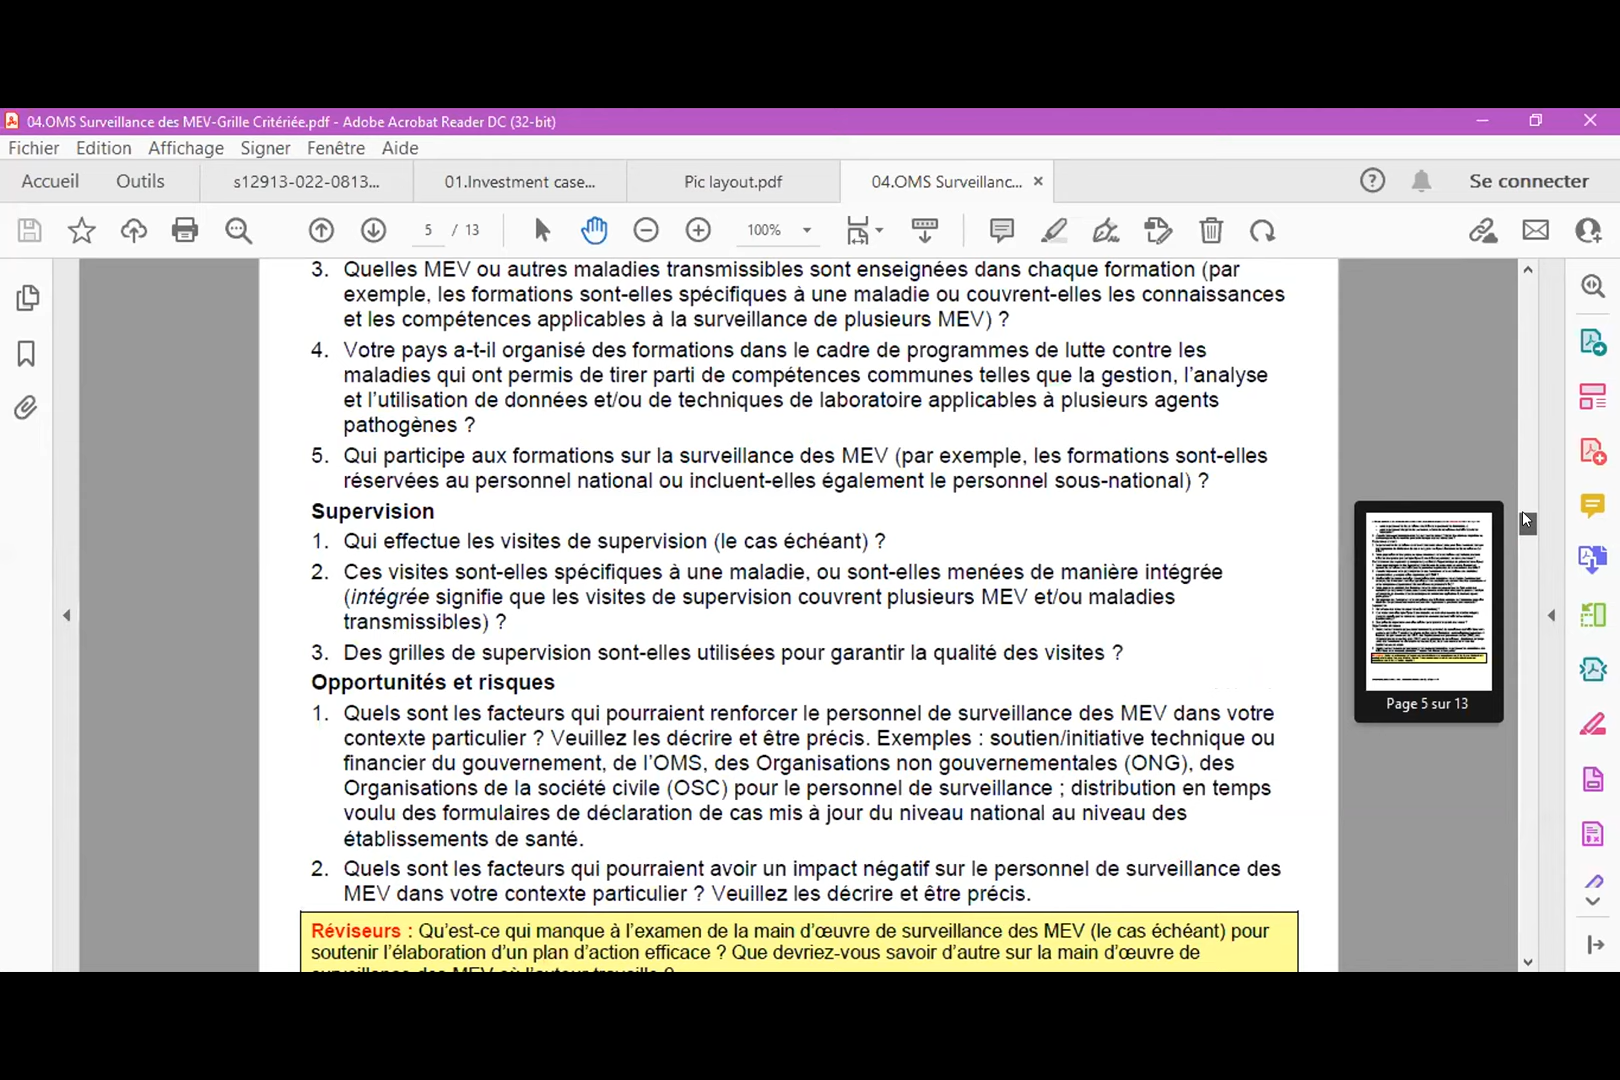 04.OMS Surveillance des MEV-Grille Critériée.pdf - Adobe Acrobat Reader DC (32-bit)
Fichier Edition Affichage Signer Fenêtre Aide
Accueil Outils s12913-022-0813... 01.Investment case... Pic layout.pdf 04.OMS Surveillanc... Se connecter
5 / 13 100%
3. Quelles MEV ou autres maladies transmissibles sont enseignées dans chaque formation (par
exemple, les formations sont-elles spécifiques à une maladie ou couvrent-elles les connaissances
et les compétences applicables à la surveillance de plusieurs MEV) ?
4. Votre pays a-t-il organisé des formations dans le cadre de programmes de lutte contre les
maladies qui ont permis de tirer parti de compétences communes telles que la gestion, l'analyse
et l'utilisation de données et/ou de techniques de laboratoire applicables à plusieurs agents
pathogènes ?
5. Qui participe aux formations sur la surveillance des MEV (par exemple, les formations sont-elles
réservées au personnel national ou incluent-elles également le personnel sous-national) ?
Supervision
1. Qui effectue les visites de supervision (le cas échéant) ?
2. Ces visites sont-elles spécifiques à une maladie, ou sont-elles menées de manière intégrée
(intégrée signifie que les visites de supervision couvrent plusieurs MEV et/ou maladies
transmissibles) ?
3. Des grilles de supervision sont-elles utilisées pour garantir la qualité des visites ?
Opportunités et risques
1. Quels sont les facteurs qui pourraient renforcer le personnel de surveillance des MEV dans votre
contexte particulier ? Veuillez les décrire et être précis. Exemples : soutien/initiative technique ou
financier du gouvernement, de l'OMS, des Organisations non gouvernementales (ONG), des
Organisations de la société civile (OSC) pour le personnel de surveillance ; distribution en temps
voulu des formulaires de déclaration de cas mis à jour du niveau national au niveau des
établissements de santé.
2. Quels sont les facteurs qui pourraient avoir un impact négatif sur le personnel de surveillance des
MEV dans votre contexte particulier ? Veuillez les décrire et être précis.
Réviseurs : Qu'est-ce qui manque à l'examen de la main d'œuvre de surveillance des MEV (le cas échéant) pour
soutenir l'élaboration d'un plan d'action efficace ? Que devriez-vous savoir d'autre sur la main d'œuvre de
surveillance des MEV où l'auteur travaille ?
Page 5 sur 13